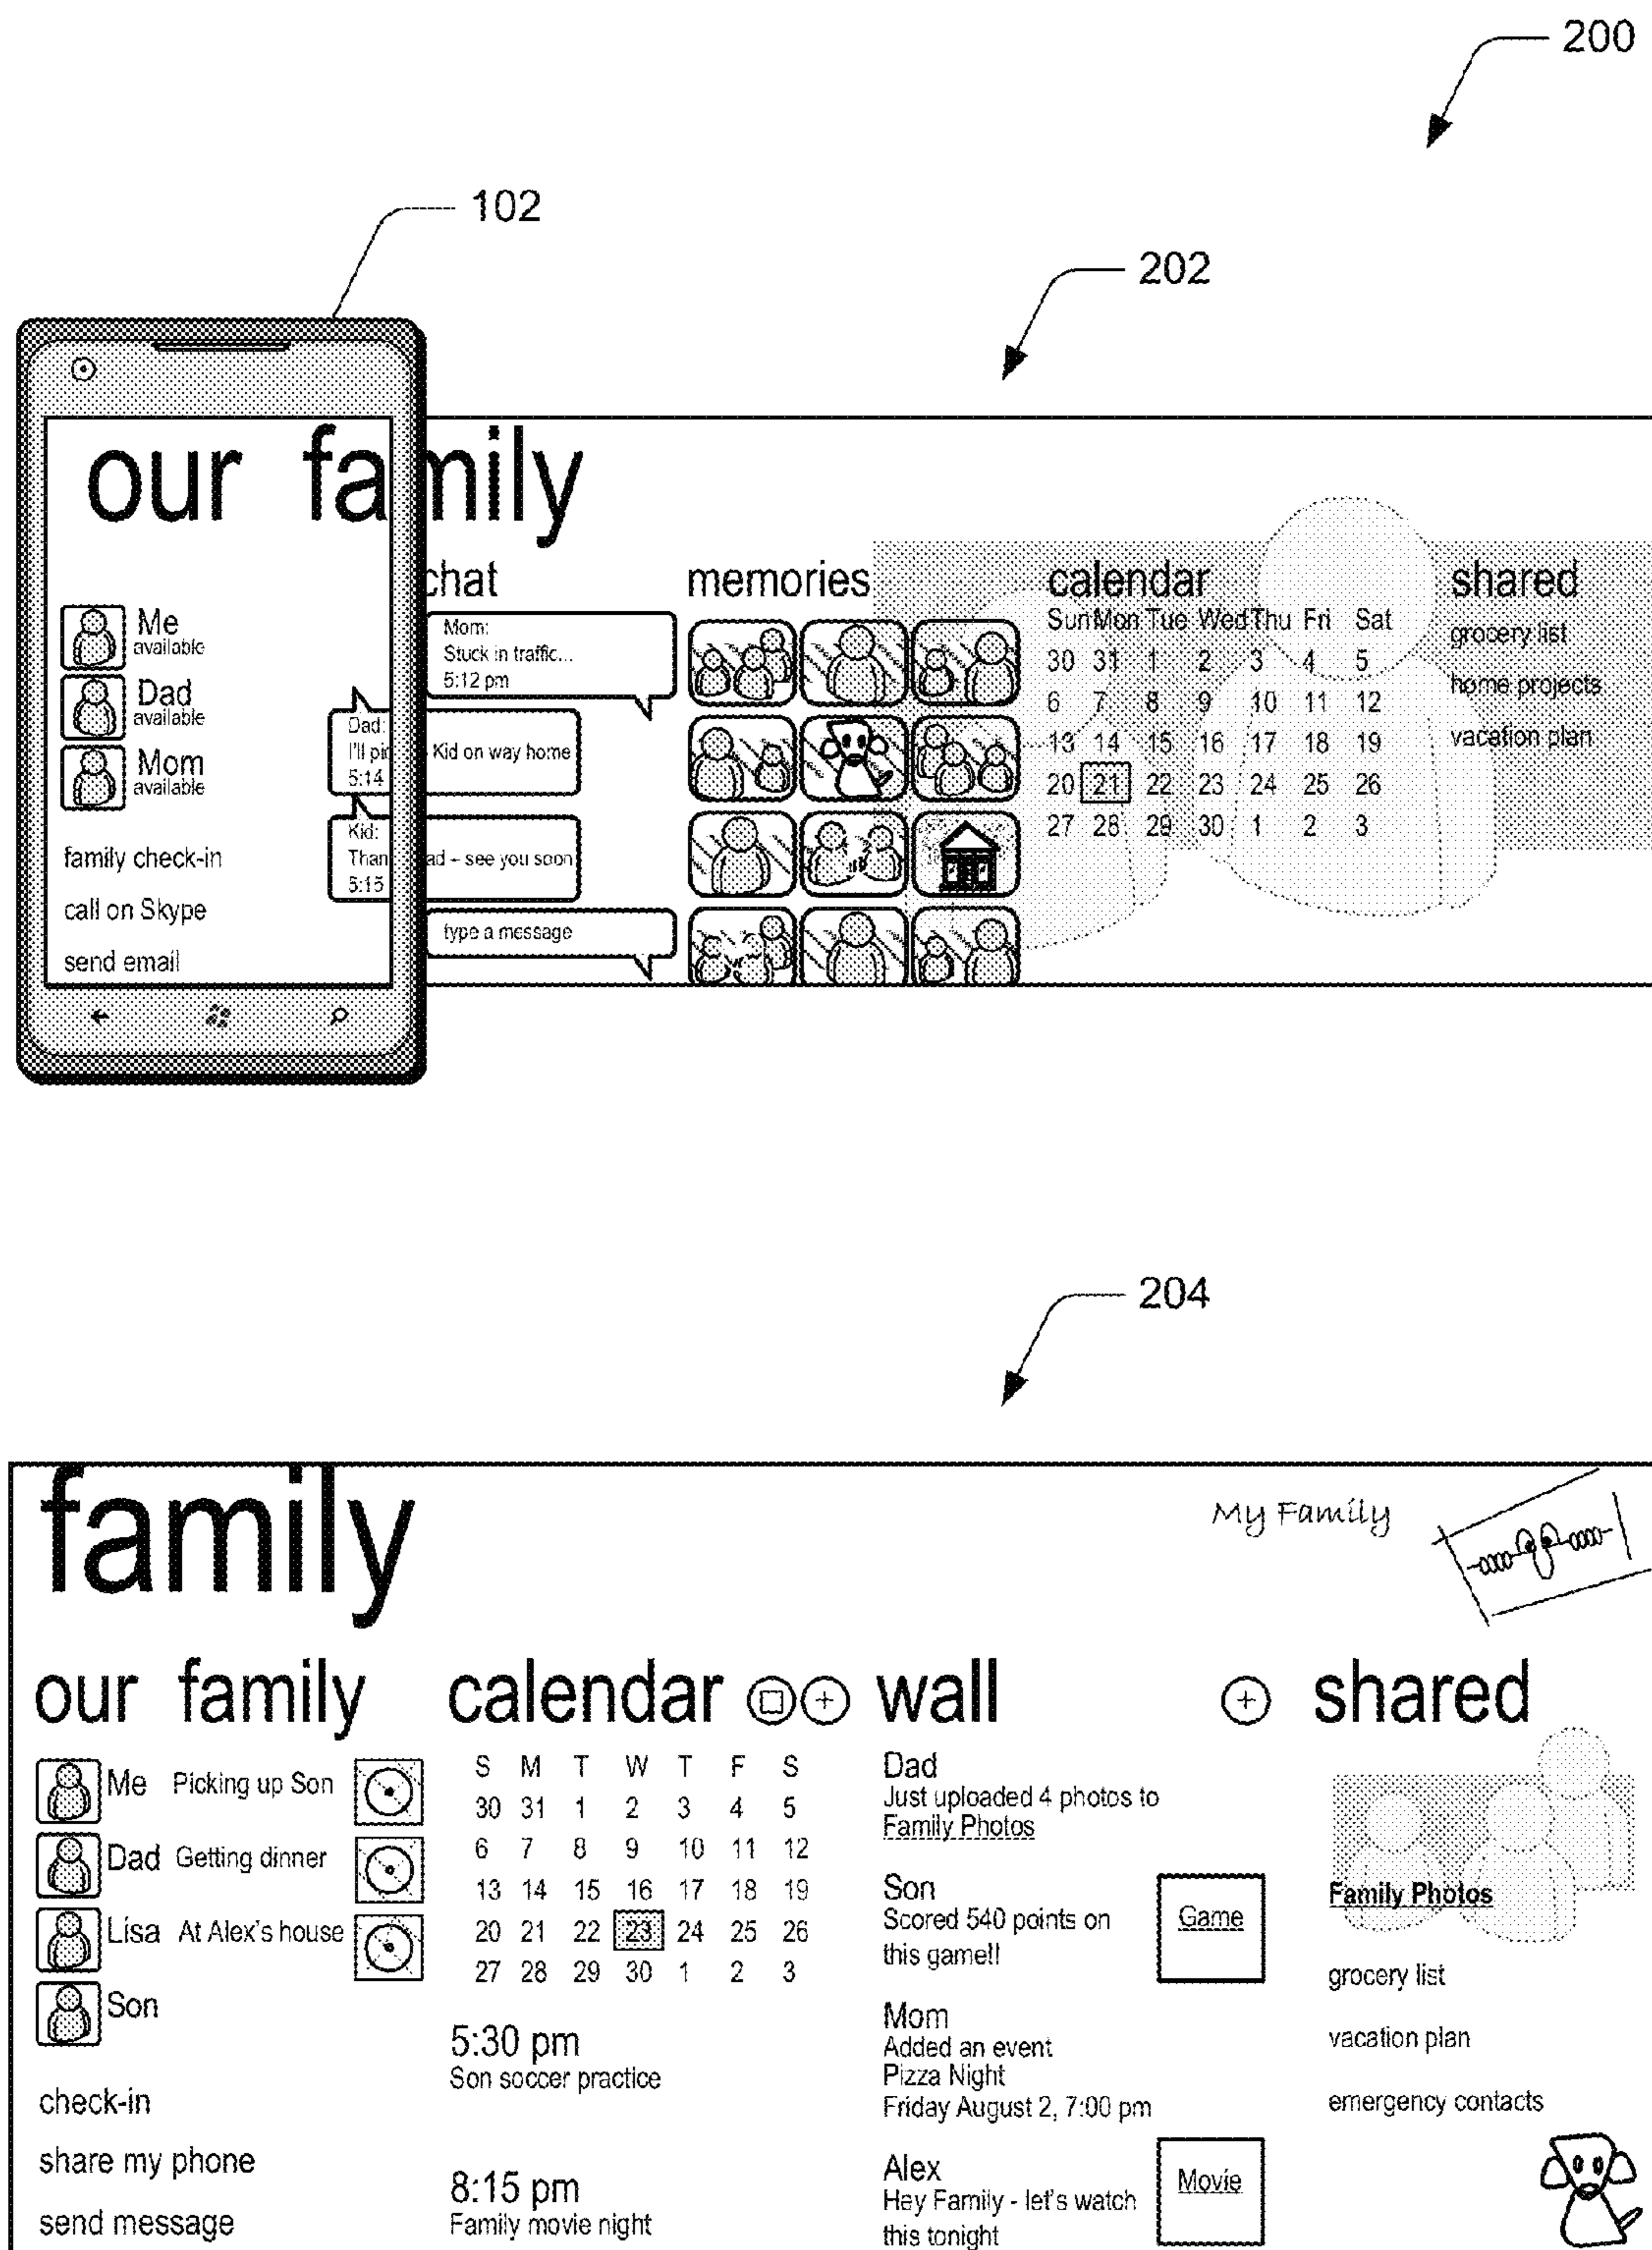 200
102
202
our family
chat
memories
calendar
shared
Me
available
Dad
available
Mom
available
family check-in
call on Skype
send email
Mom:
Stuck in traffic...
5:12 pm
Dad:
I'll pic Kid on way home
5:14
Kid:
Than ad – see you soon
5:15
type a message
Sun Mon Tue Wed Thu Fri Sat
30 31 1 2 3 4 5
6 7 8 9 10 11 12
13 14 15 16 17 18 19
20 21 22 23 24 25 26
27 28 29 30 1 2 3
grocery list
home projects
vacation plan
204
family
My Family
our family
calendar
wall
shared
Me Picking up Son
Dad Getting dinner
Lisa At Alex's house
Son
check-in
share my phone
send message
S M T W T F S
30 31 1 2 3 4 5
6 7 8 9 10 11 12
13 14 15 16 17 18 19
20 21 22 23 24 25 26
27 28 29 30 1 2 3
5:30 pm
Son soccer practice
8:15 pm
Family movie night
Dad
Just uploaded 4 photos to
Family Photos
Son
Scored 540 points on
this game!!
Game
Mom
Added an event
Pizza Night
Friday August 2, 7:00 pm
Alex
Hey Family - let's watch
this tonight
Movie
Family Photos
grocery list
vacation plan
emergency contacts